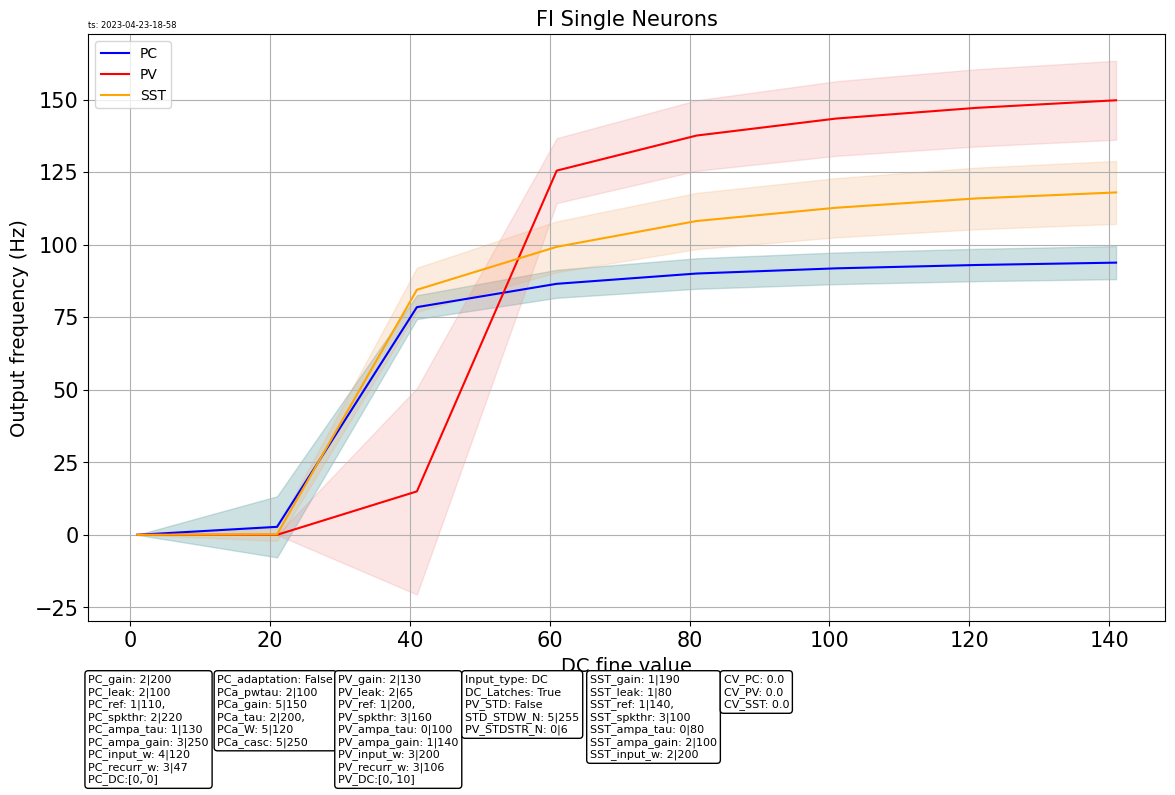 ts: 2023-04-23-18-58
FI Single Neurons
PC
PV
SST
Output frequency (Hz)
150
125
100
75
50
25
0
−25
0 20 40 60 80 100 120 140
DC fine value
PC_gain: 2|200
PC_leak: 2|100
PC_ref: 1|110,
PC_spkthr: 2|220
PC_ampa_tau: 1|130
PC_ampa_gain: 3|250
PC_input_w: 4|120
PC_recurr_w: 3|47
PC_DC:[0, 0]
PC_adaptation: False
PCa_pwtau: 2|100
PCa_gain: 5|150
PCa_tau: 2|200,
PCa_W: 5|120
PCa_casc: 5|250
PV_gain: 2|130
PV_leak: 2|65
PV_ref: 1|200,
PV_spkthr: 3|160
PV_ampa_tau: 0|100
PV_ampa_gain: 1|140
PV_input_w: 3|200
PV_recurr_w: 3|106
PV_DC:[0, 10]
Input_type: DC
DC_Latches: True
PV_STD: False
STD_STDW_N: 5|255
PV_STDSTR_N: 0|6
SST_gain: 1|190
SST_leak: 1|80
SST_ref: 1|140,
SST_spkthr: 3|100
SST_ampa_tau: 0|80
SST_ampa_gain: 2|100
SST_input_w: 2|200
CV_PC: 0.0
CV_PV: 0.0
CV_SST: 0.0